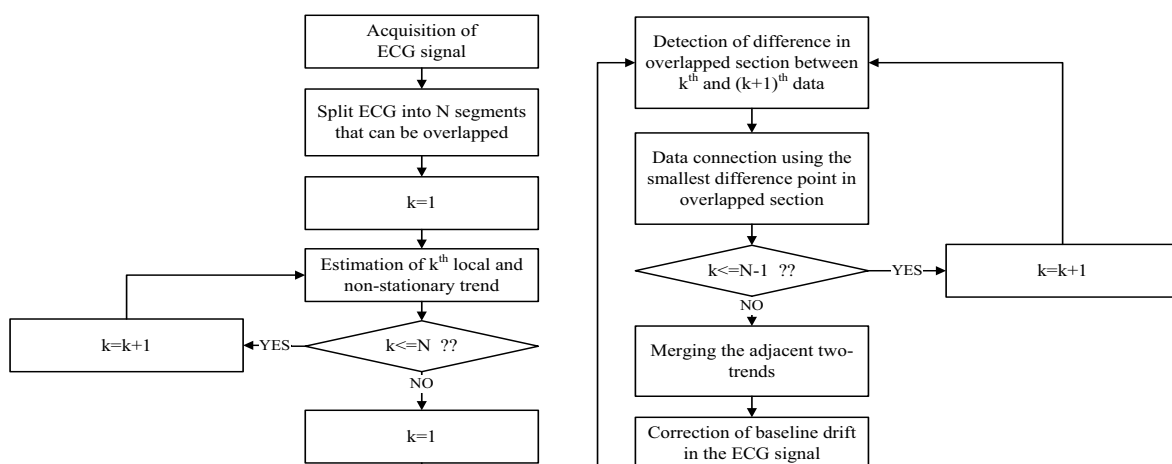 Acquisition of
ECG signal
Split ECG into N segments
that can be overlapped
k=1
Estimation of kᵗʰ local and
non-stationary trend
k<=N ??
YES
k=k+1
NO
k=1
Detection of difference in
overlapped section between
kᵗʰ and (k+1)ᵗʰ data
Data connection using the
smallest difference point in
overlapped section
k<=N-1 ??
YES
k=k+1
NO
Merging the adjacent two-
trends
Correction of baseline drift
in the ECG signal